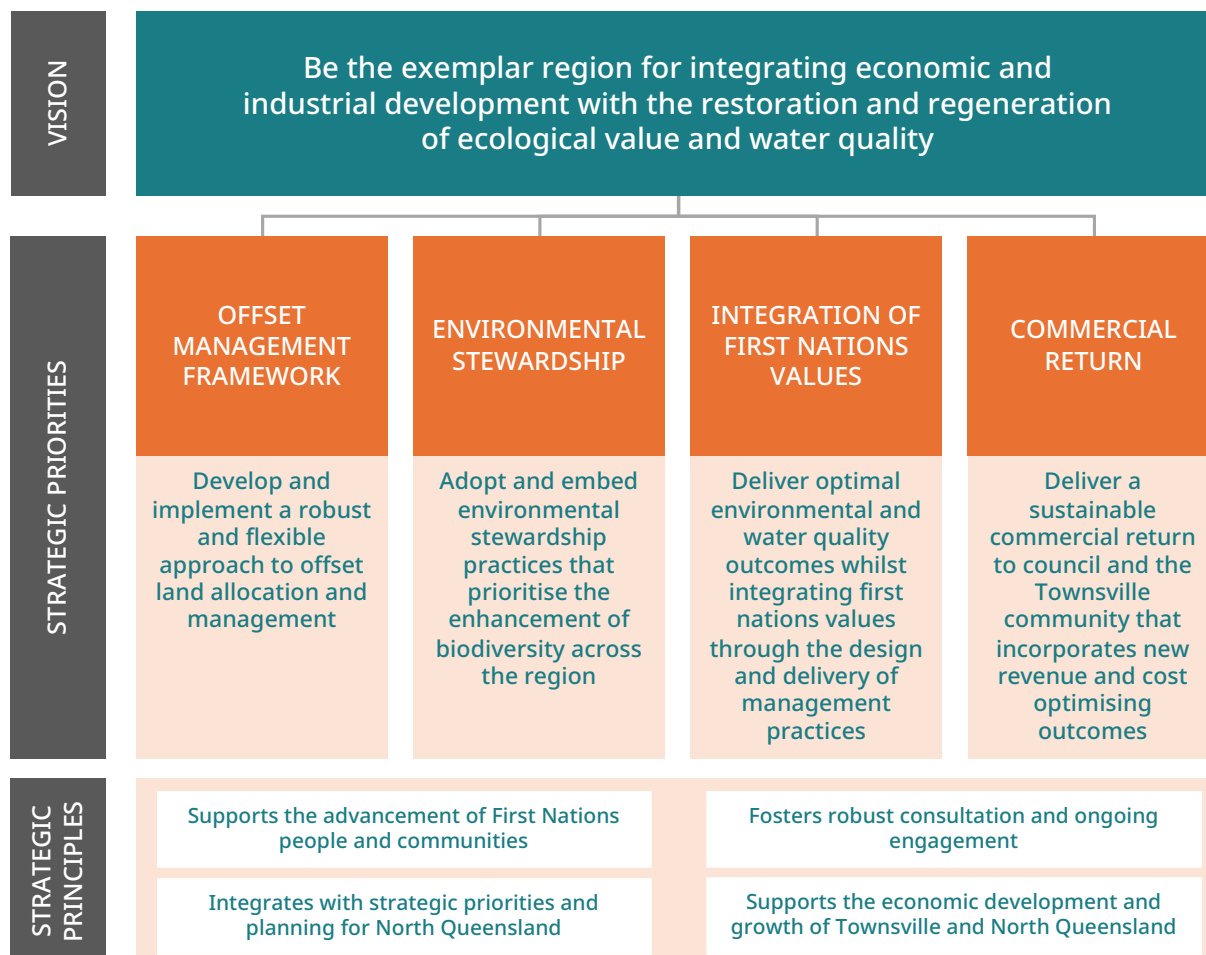 VISION
Be the exemplar region for integrating economic and
industrial development with the restoration and regeneration
of ecological value and water quality
STRATEGIC PRIORITIES
OFFSET
MANAGEMENT
FRAMEWORK
Develop and
implement a robust
and flexible
approach to offset
land allocation and
management
ENVIRONMENTAL
STEWARDSHIP
Adopt and embed
environmental
stewardship
practices that
prioritise the
enhancement of
biodiversity across
the region
INTEGRATION OF
FIRST NATIONS
VALUES
Deliver optimal
environmental and
water quality
outcomes whilst
integrating first
nations values
through the design
and delivery of
management
practices
COMMERCIAL
RETURN
Deliver a
sustainable
commercial return
to council and the
Townsville
community that
incorporates new
revenue and cost
optimising
outcomes
STRATEGIC
PRINCIPLES
Supports the advancement of First Nations
people and communities
Fosters robust consultation and ongoing
engagement
Integrates with strategic priorities and
planning for North Queensland
Supports the economic development and
growth of Townsville and North Queensland